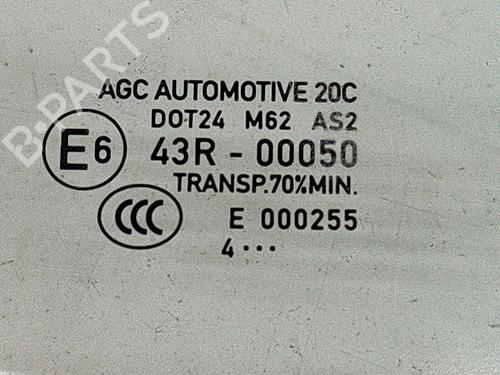 B-PARTS
AGC AUTOMOTIVE 20C
DOT24 M62 AS2
E6 43R - 00050
TRANSP.70%MIN.
CCC E 000255
4 ...